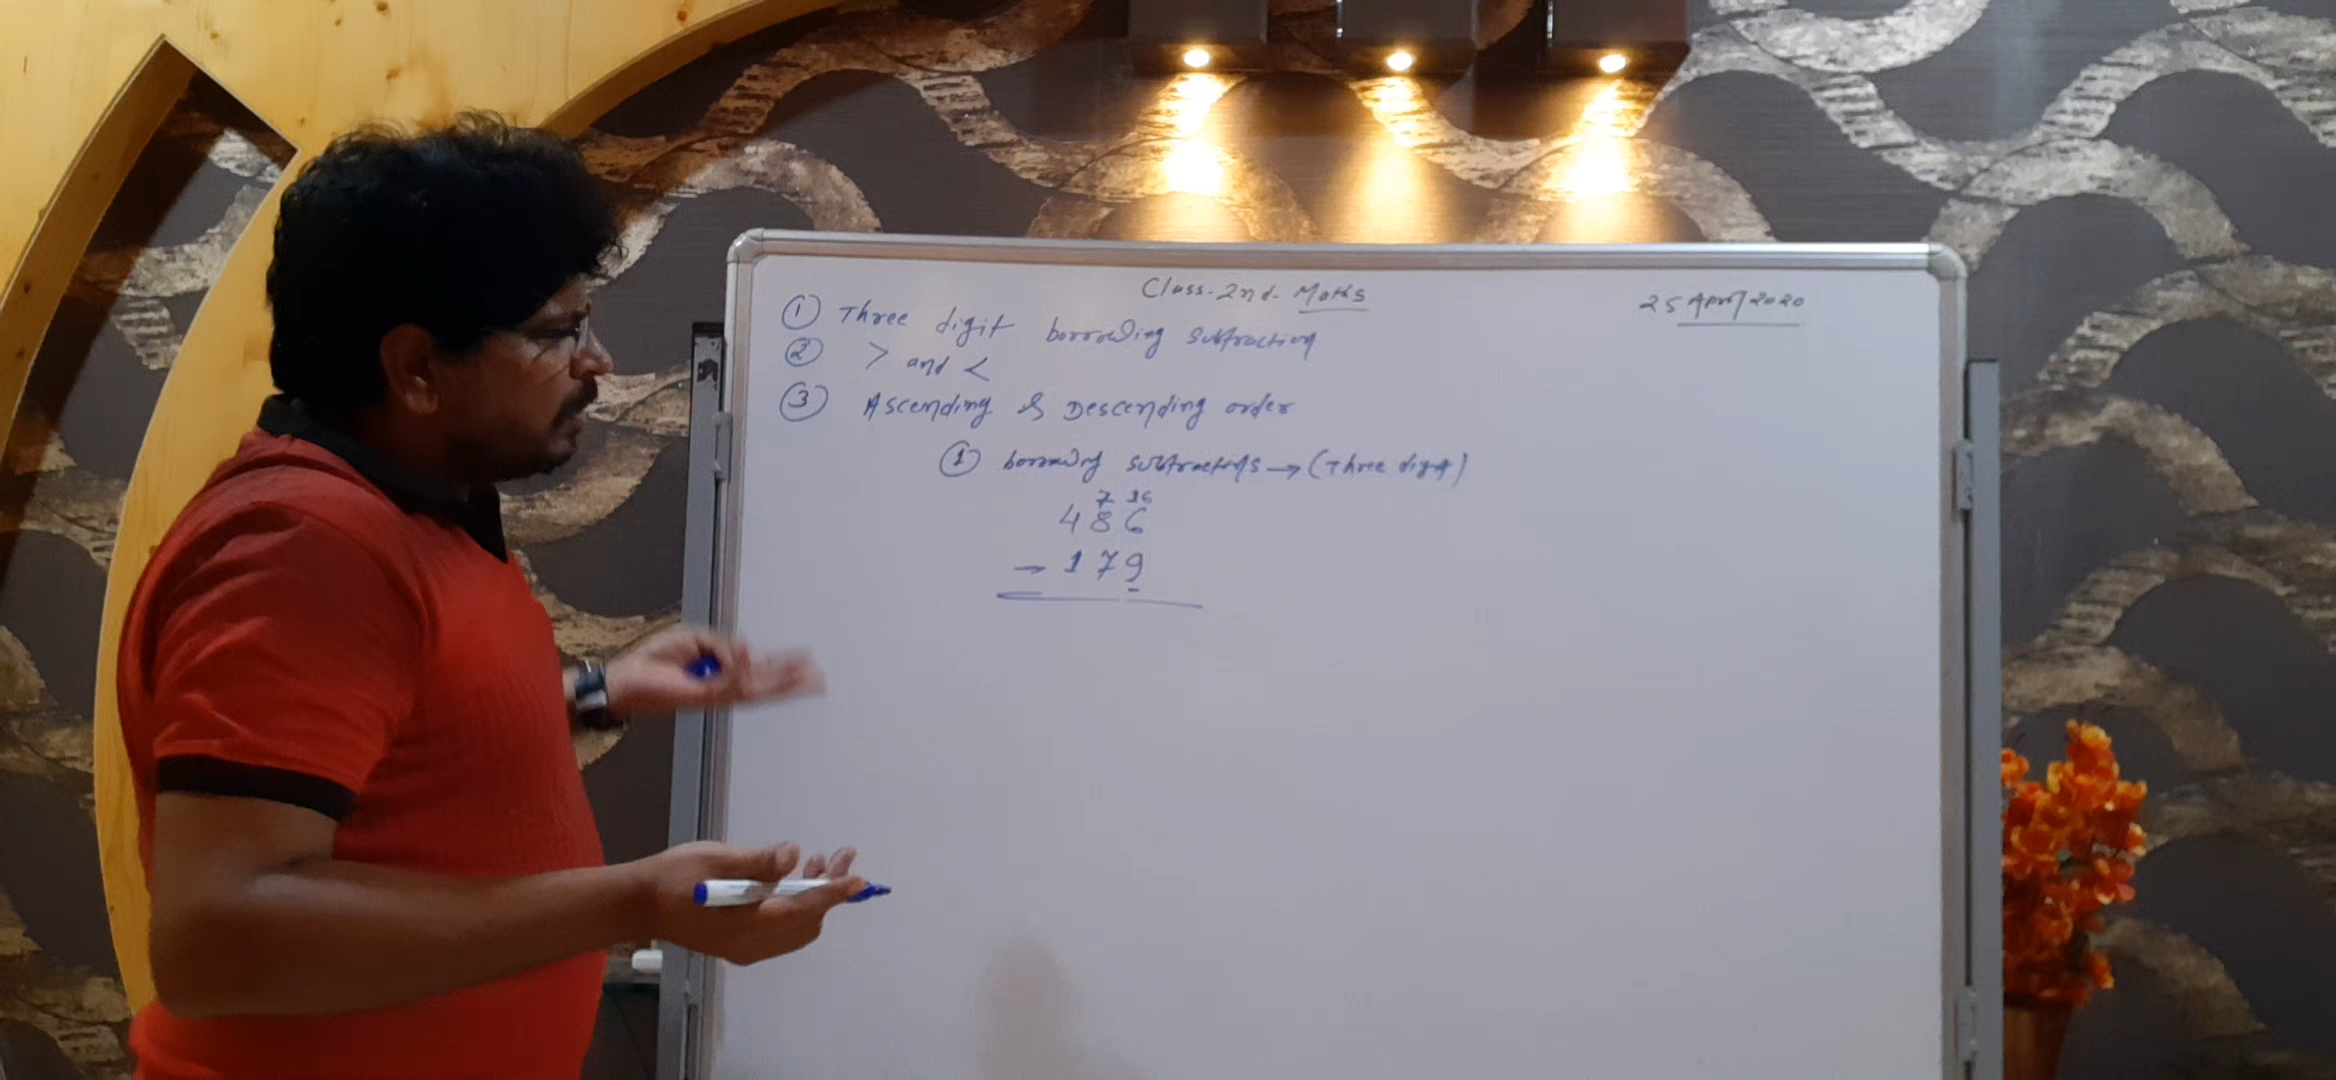 Class-2nd-Maths
25 April 2020
① Three digit borrowing subtraction
② > and <
③ Ascending & Descending order
① borrowing subtractions → (Three digit)
7 16
4 8 6
- 1 7 9